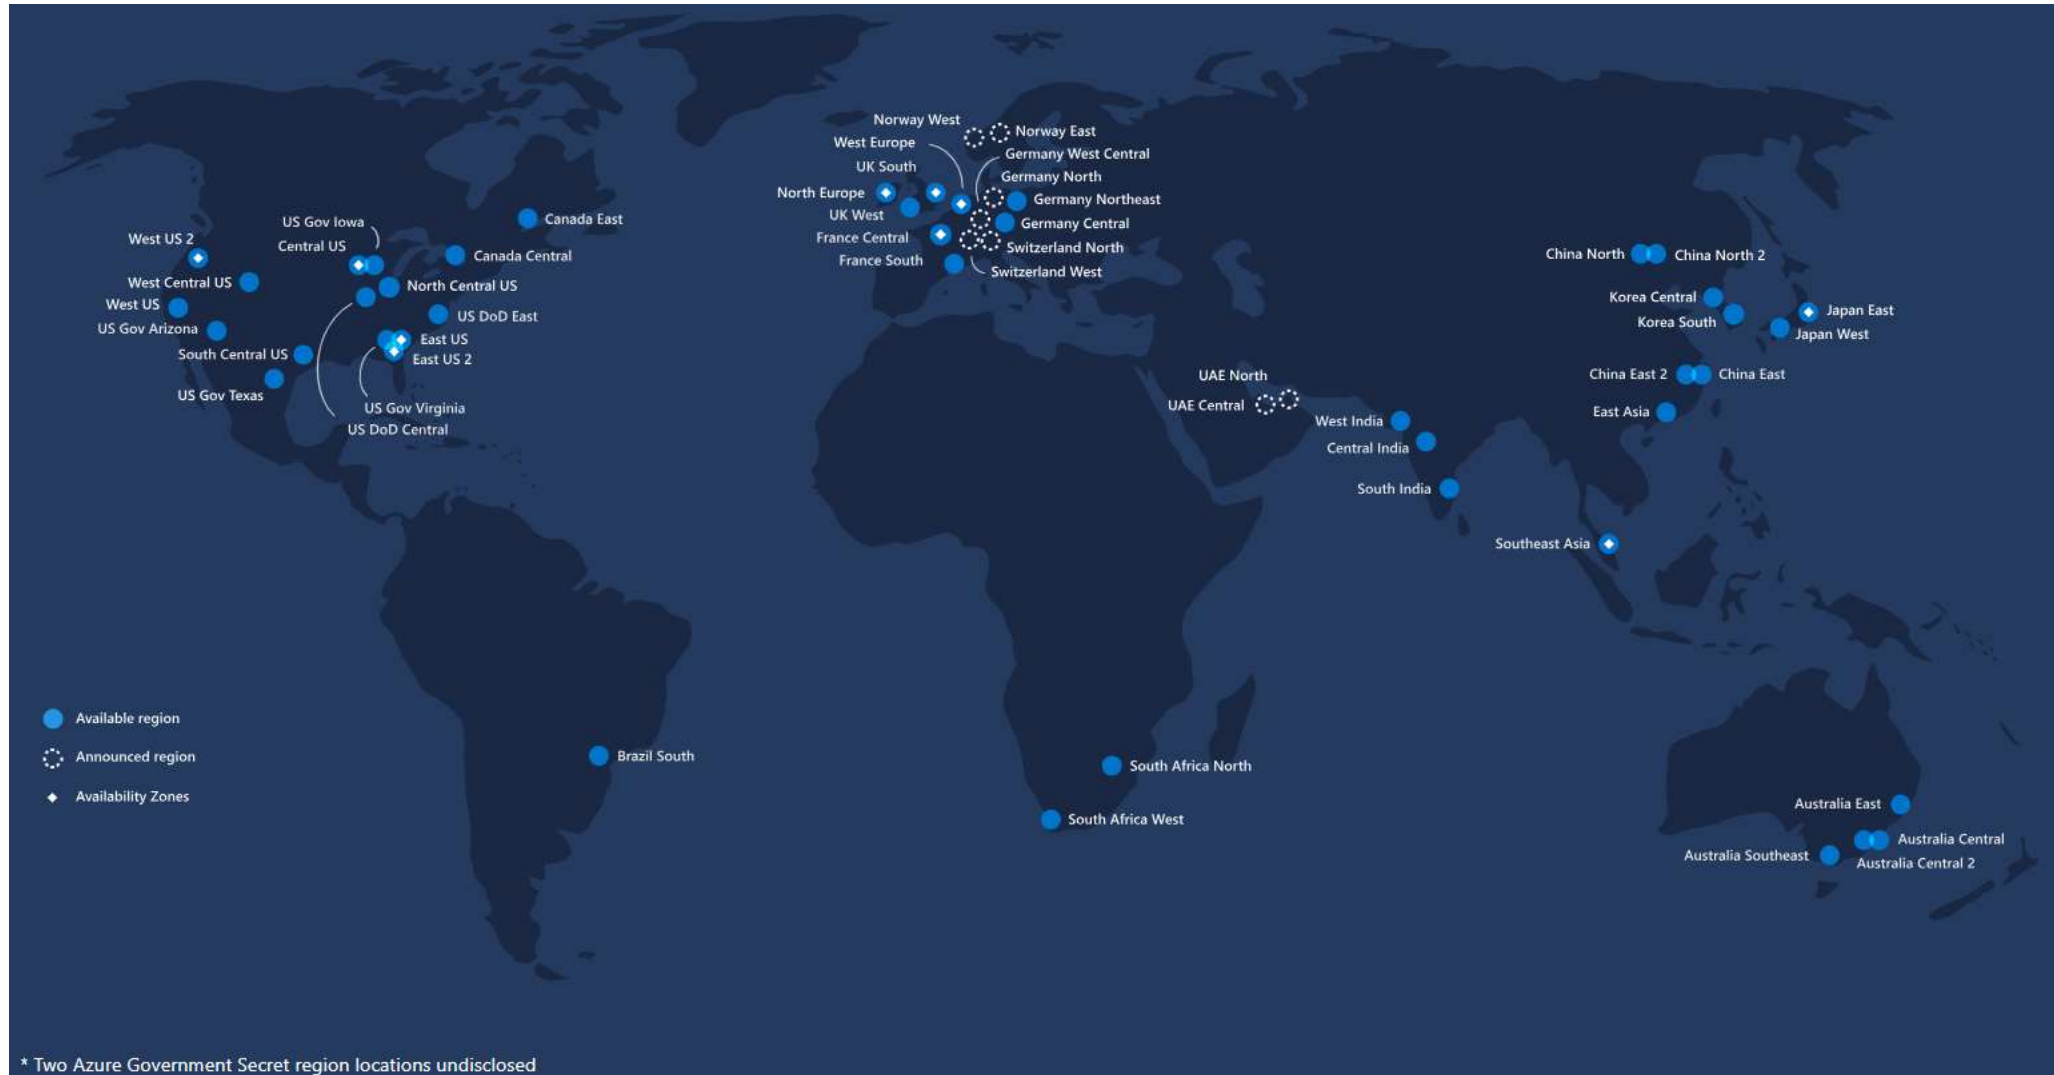 Norway West
Norway East
West Europe
Germany West Central
UK South
Germany North
North Europe
Germany Northeast
UK West
Germany Central
France Central
Switzerland North
France South
Switzerland West
US Gov Iowa
Canada East
West US 2
Central US
Canada Central
West Central US
North Central US
West US
US DoD East
US Gov Arizona
East US
South Central US
East US 2
US Gov Texas
US Gov Virginia
US DoD Central
China North
China North 2
Korea Central
Japan East
Korea South
Japan West
UAE North
China East 2
China East
UAE Central
East Asia
West India
Central India
South India
Southeast Asia
Available region
Announced region
Availability Zones
Brazil South
South Africa North
South Africa West
Australia East
Australia Central
Australia Southeast
Australia Central 2
* Two Azure Government Secret region locations undisclosed